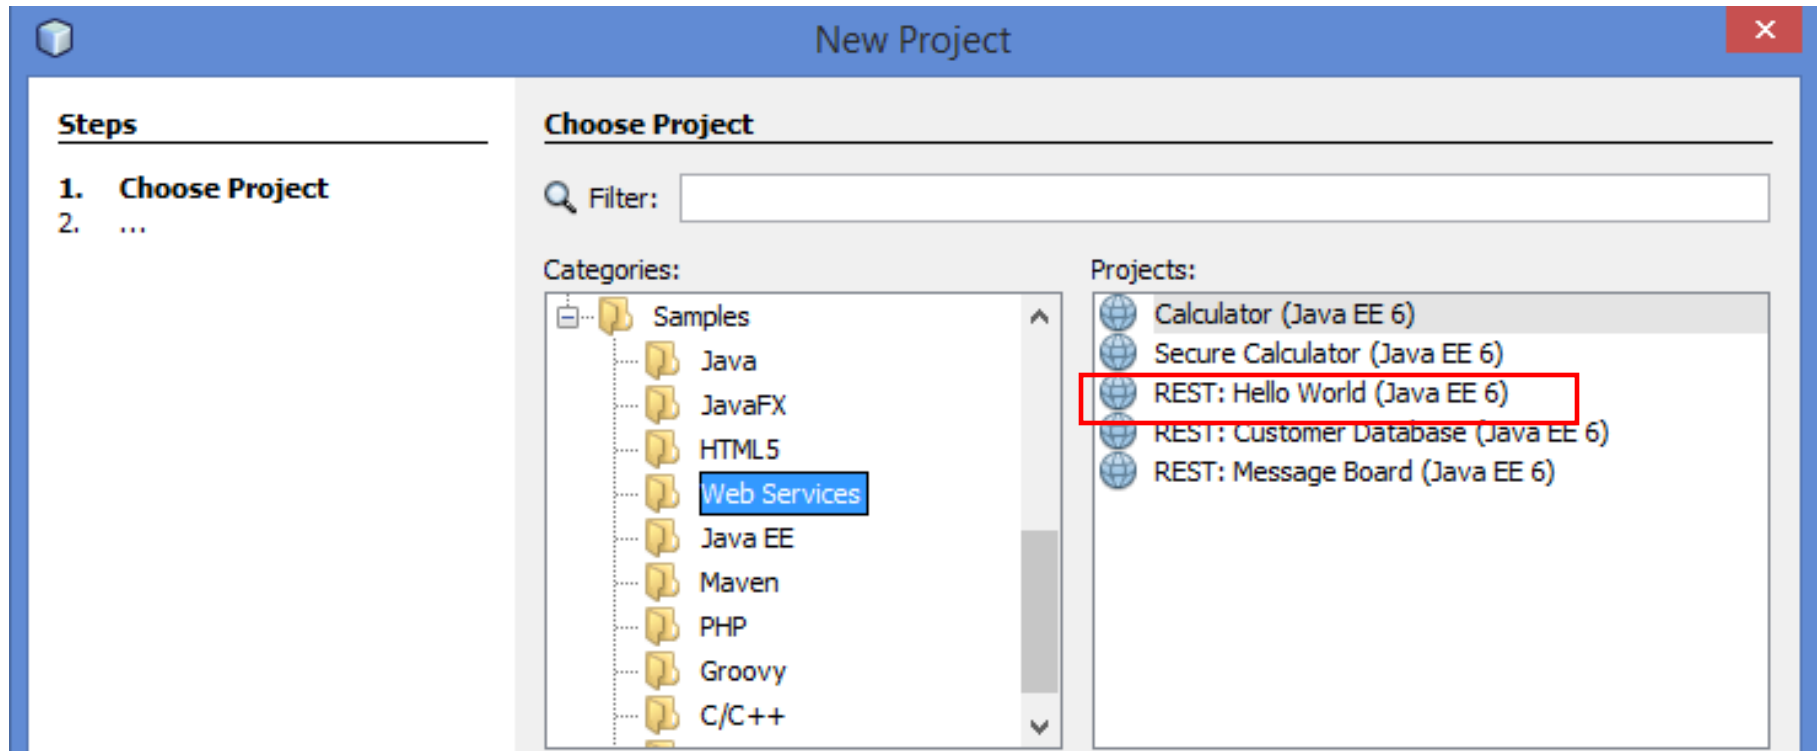 New Project
Steps
1. Choose Project
2. ...
Choose Project
Filter:
Categories:
Samples
Java
JavaFX
HTML5
Web Services
Java EE
Maven
PHP
Groovy
C/C++
Projects:
Calculator (Java EE 6)
Secure Calculator (Java EE 6)
REST: Hello World (Java EE 6)
REST: Customer Database (Java EE 6)
REST: Message Board (Java EE 6)